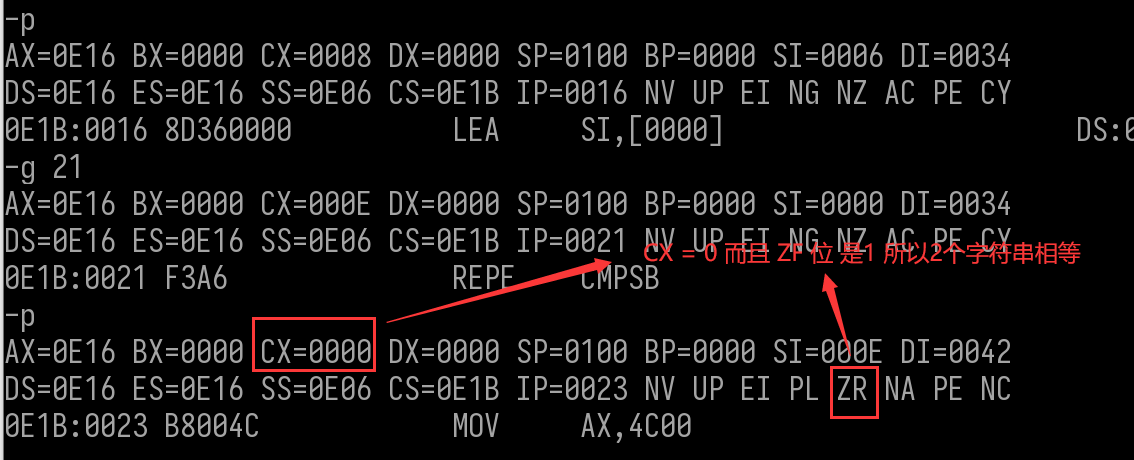 -p
AX=0E16 BX=0000 CX=0008 DX=0000 SP=0100 BP=0000 SI=0006 DI=0034
DS=0E16 ES=0E16 SS=0E06 CS=0E1B IP=0016 NV UP EI NG NZ AC PE CY
0E1B:0016 8D360000 LEA SI,[0000] DS:0
-g 21
AX=0E16 BX=0000 CX=000E DX=0000 SP=0100 BP=0000 SI=0000 DI=0034
DS=0E16 ES=0E16 SS=0E06 CS=0E1B IP=0021 NV UP EI NG NZ AC PE CY
CX = 0 而且 ZF 位 是1 所以2个字符串相等
0E1B:0021 F3A6 REPE CMPSB
-p
AX=0E16 BX=0000 CX=0000 DX=0000 SP=0100 BP=0000 SI=000E DI=0042
DS=0E16 ES=0E16 SS=0E06 CS=0E1B IP=0023 NV UP EI PL ZR NA PE NC
0E1B:0023 B8004C MOV AX,4C00